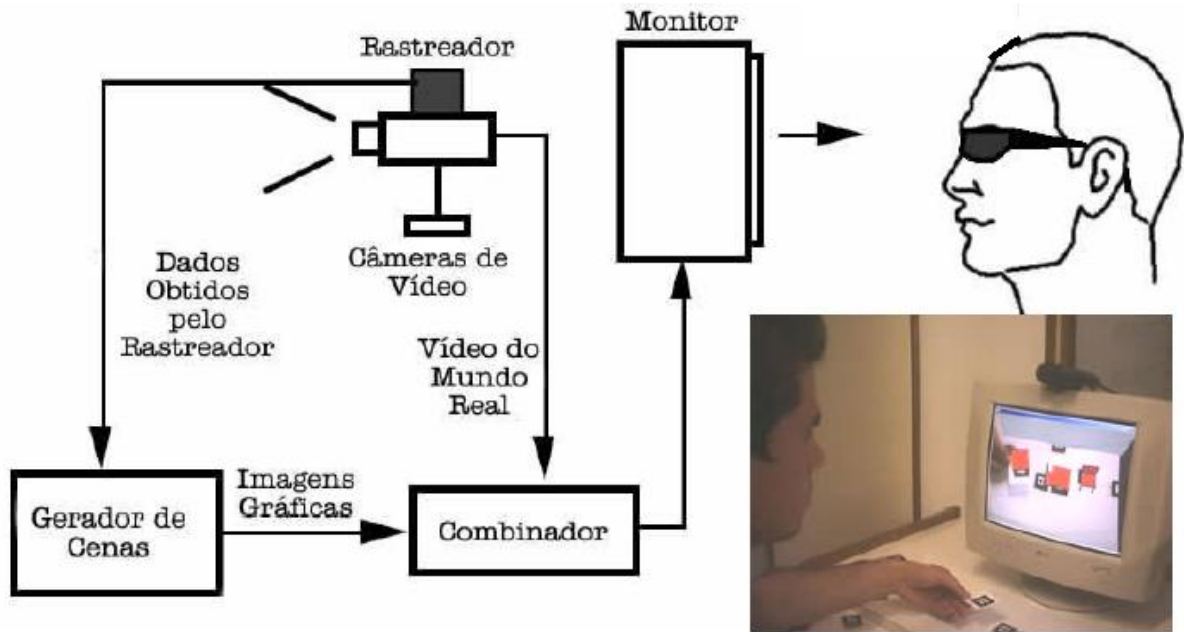 Rastreador
Monitor
Câmeras de
Vídeo
Dados
Obtidos
pelo
Rastreador
Vídeo do
Mundo
Real
Gerador de
Cenas
Imagens
Gráficas
Combinador